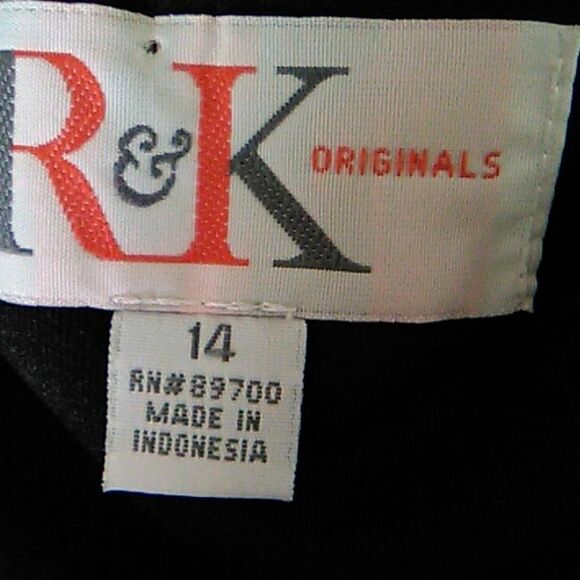 R&K ORIGINALS
14
RN#89700
MADE IN
INDONESIA